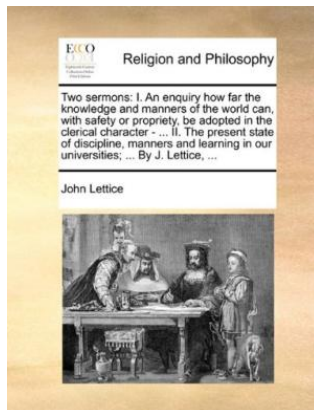 ECCO
Religion and Philosophy
Two sermons: I. An enquiry how far the
knowledge and manners of the world can,
with safety or propriety, be adopted in the
clerical character - ... II. The present state
of discipline, manners and learning in our
universities; ... By J. Lettice, ...
John Lettice